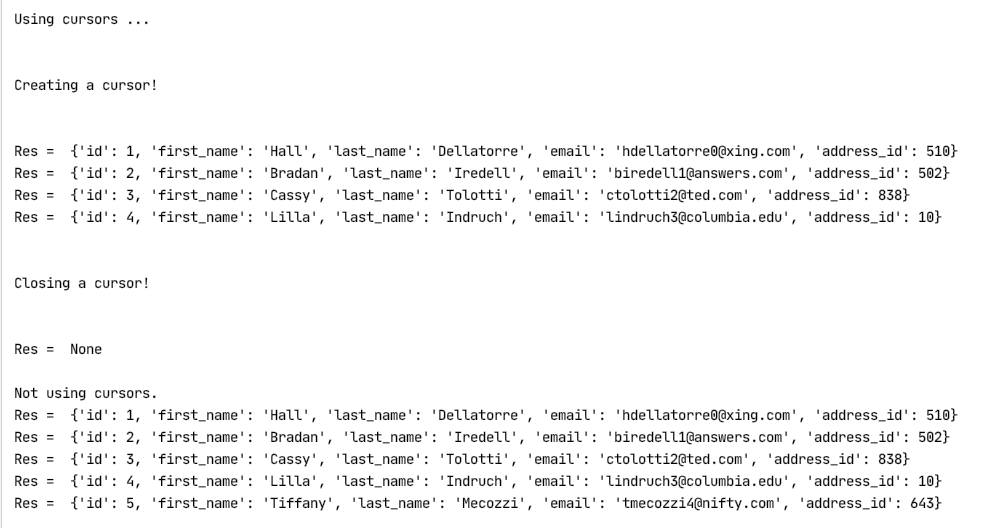 Using cursors ...
Creating a cursor!
Res =  {'id': 1, 'first_name': 'Hall', 'last_name': 'Dellatorre', 'email': 'hdellatorre0@xing.com', 'address_id': 510}
Res =  {'id': 2, 'first_name': 'Bradan', 'last_name': 'Iredell', 'email': 'biredell1@answers.com', 'address_id': 502}
Res =  {'id': 3, 'first_name': 'Cassy', 'last_name': 'Tolotti', 'email': 'ctolotti2@ted.com', 'address_id': 838}
Res =  {'id': 4, 'first_name': 'Lilla', 'last_name': 'Indruch', 'email': 'lindruch3@columbia.edu', 'address_id': 10}
Closing a cursor!
Res =  None
Not using cursors.
Res =  {'id': 1, 'first_name': 'Hall', 'last_name': 'Dellatorre', 'email': 'hdellatorre0@xing.com', 'address_id': 510}
Res =  {'id': 2, 'first_name': 'Bradan', 'last_name': 'Iredell', 'email': 'biredell1@answers.com', 'address_id': 502}
Res =  {'id': 3, 'first_name': 'Cassy', 'last_name': 'Tolotti', 'email': 'ctolotti2@ted.com', 'address_id': 838}
Res =  {'id': 4, 'first_name': 'Lilla', 'last_name': 'Indruch', 'email': 'lindruch3@columbia.edu', 'address_id': 10}
Res =  {'id': 5, 'first_name': 'Tiffany', 'last_name': 'Mecozzi', 'email': 'tmecozzi4@nifty.com', 'address_id': 643}